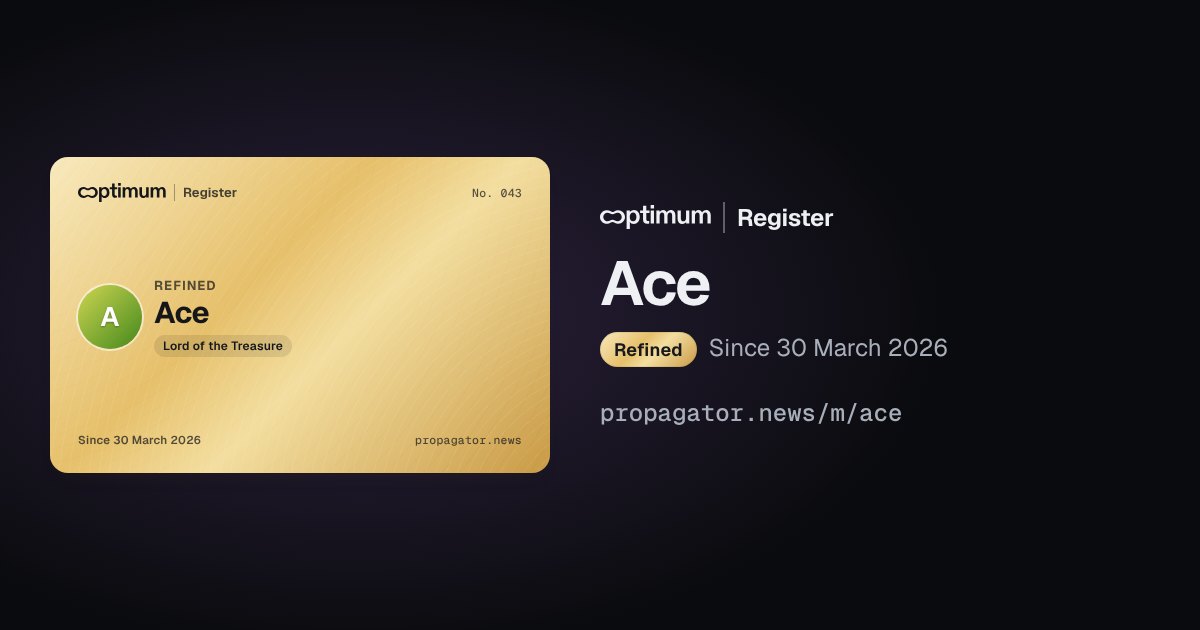 optimum | Register
No. 043
REFINED
A
Ace
Lord of the Treasure
Since 30 March 2026
propagator.news
optimum | Register
Ace
Refined
Since 30 March 2026
propagator.news/m/ace